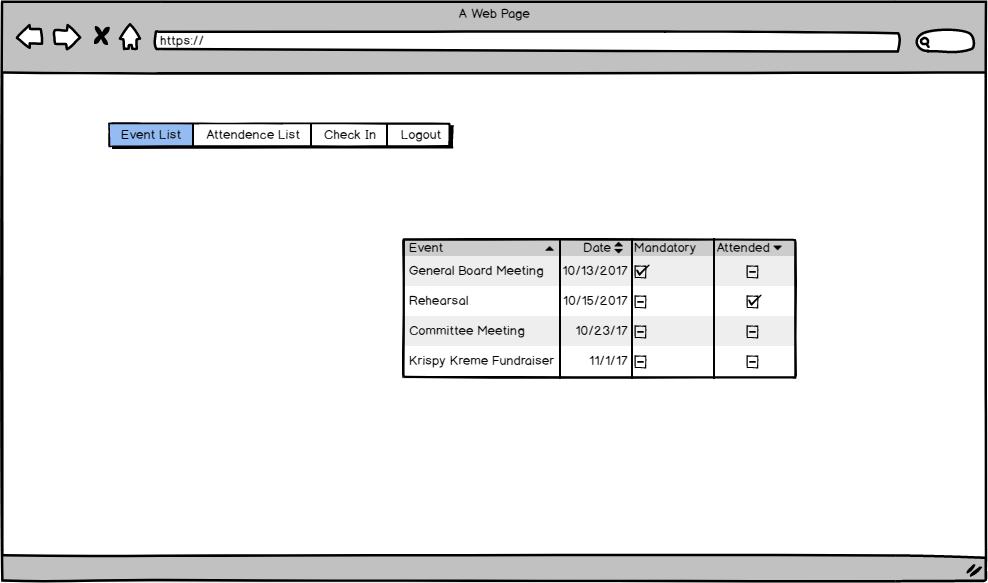 A Web Page
https://
Event List Attendence List Check In Logout
Event Date Mandatory Attended
General Board Meeting 10/13/2017
Rehearsal 10/15/2017
Committee Meeting 10/23/17
Krispy Kreme Fundraiser 11/1/17